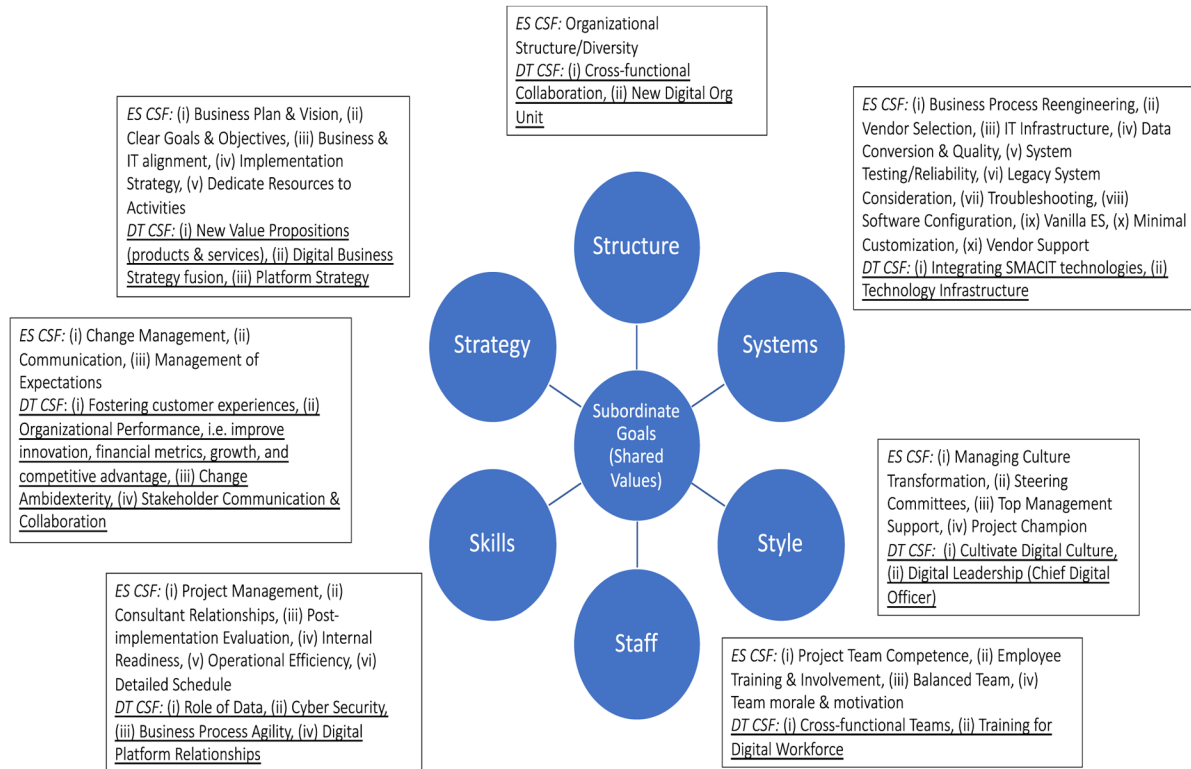 ES CSF: Organizational
Structure/Diversity
DT CSF: (i) Cross-functional
Collaboration, (ii) New Digital Org
Unit
ES CSF: (i) Business Plan & Vision, (ii)
Clear Goals & Objectives, (iii) Business &
IT alignment, (iv) Implementation
Strategy, (v) Dedicate Resources to
Activities
DT CSF: (i) New Value Propositions
(products & services), (ii) Digital Business
Strategy fusion, (iii) Platform Strategy
ES CSF: (i) Business Process Reengineering, (ii)
Vendor Selection, (iii) IT Infrastructure, (iv) Data
Conversion & Quality, (v) System
Testing/Reliability, (vi) Legacy System
Consideration, (vii) Troubleshooting, (viii)
Software Configuration, (ix) Vanilla ES, (x) Minimal
Customization, (xi) Vendor Support
DT CSF: (i) Integrating SMACIT technologies, (ii)
Technology Infrastructure
Structure
Strategy
Systems
Subordinate
Goals
(Shared
Values)
Skills
Style
Staff
ES CSF: (i) Change Management, (ii)
Communication, (iii) Management of
Expectations
DT CSF: (i) Fostering customer experiences, (ii)
Organizational Performance, i.e. improve
innovation, financial metrics, growth, and
competitive advantage, (iii) Change
Ambidexterity, (iv) Stakeholder Communication &
Collaboration
ES CSF: (i) Managing Culture
Transformation, (ii) Steering
Committees, (iii) Top Management
Support, (iv) Project Champion
DT CSF: (i) Cultivate Digital Culture,
(ii) Digital Leadership (Chief Digital
Officer)
ES CSF: (i) Project Management, (ii)
Consultant Relationships, (iii) Post-
implementation Evaluation, (iv) Internal
Readiness, (v) Operational Efficiency, (vi)
Detailed Schedule
DT CSF: (i) Role of Data, (ii) Cyber Security,
(iii) Business Process Agility, (iv) Digital
Platform Relationships
ES CSF: (i) Project Team Competence, (ii) Employee
Training & Involvement, (iii) Balanced Team, (iv)
Team morale & motivation
DT CSF: (i) Cross-functional Teams, (ii) Training for
Digital Workforce